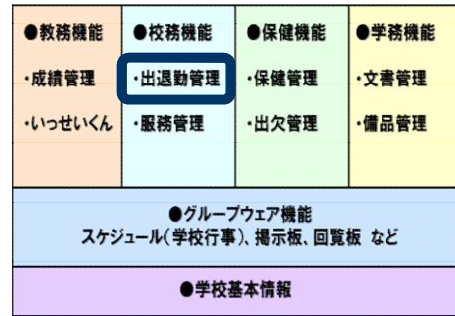 ●教務機能
・成績管理
・いっせいくん
●校務機能
・出退勤管理
・服務管理
●保健機能
・保健管理
・出欠管理
●学務機能
・文書管理
・備品管理
●グループウェア機能
スケジュール(学校行事)、掲示板、回覧板 など
●学校基本情報